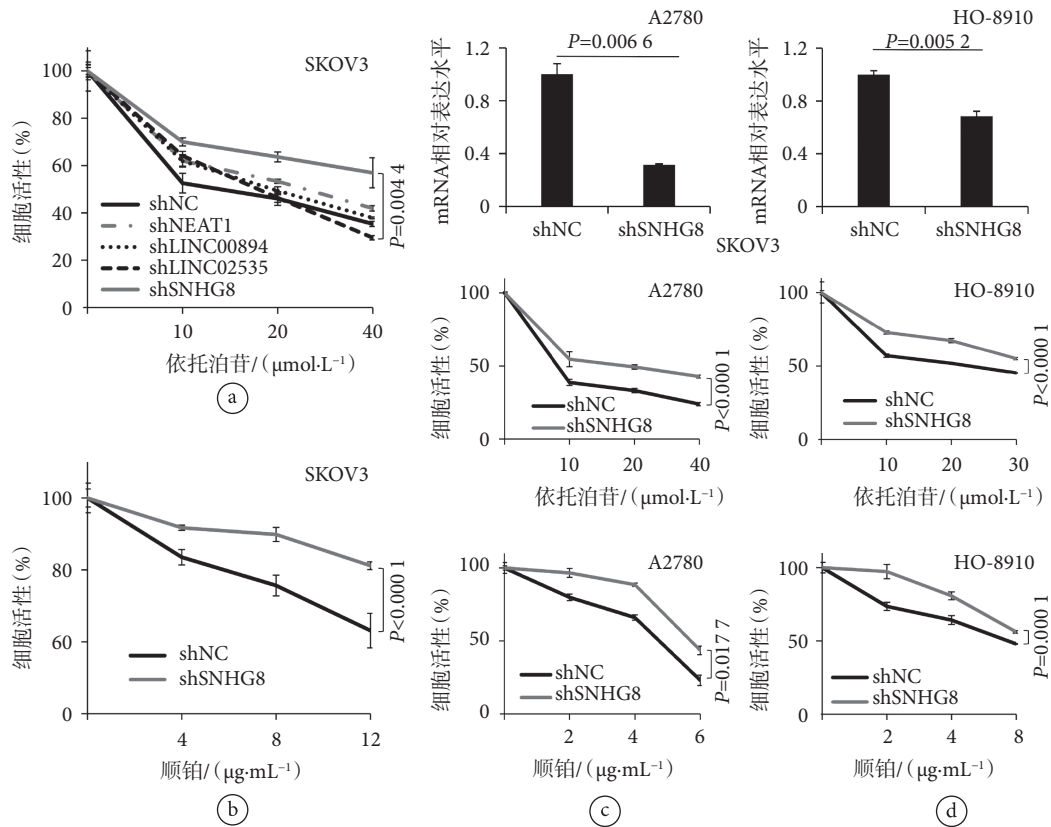 SKOV3
细胞活性(%)
100
80
60
40
20
0
shNC
shNEAT1
shLINC00894
shLINC02535
shSNHG8
P=0.004 4
10
20
40
依托泊苷/(μmol·L⁻¹)
a
SKOV3
细胞活性(%)
100
80
60
0
shNC
shSNHG8
P<0.000 1
4
8
12
顺铂/(μg·mL⁻¹)
b
A2780
mRNA相对表达水平
1.2
0.8
0.4
0
P=0.006 6
shNC
shSNHG8
SKOV3
A2780
细胞活性(%)
100
50
0
shNC
shSNHG8
P<0.000 1
10
20
40
依托泊苷/(μmol·L⁻¹)
A2780
细胞活性(%)
100
50
0
shNC
shSNHG8
P=0.017 7
2
4
6
顺铂/(μg·mL⁻¹)
c
HO-8910
mRNA相对表达水平
1.2
0.8
0.4
0
P=0.005 2
shNC
shSNHG8
HO-8910
细胞活性(%)
100
50
0
shNC
shSNHG8
P<0.000 1
10
20
30
依托泊苷/(μmol·L⁻¹)
HO-8910
细胞活性(%)
100
50
0
shNC
shSNHG8
P=0.000 1
2
4
8
顺铂/(μg·mL⁻¹)
d